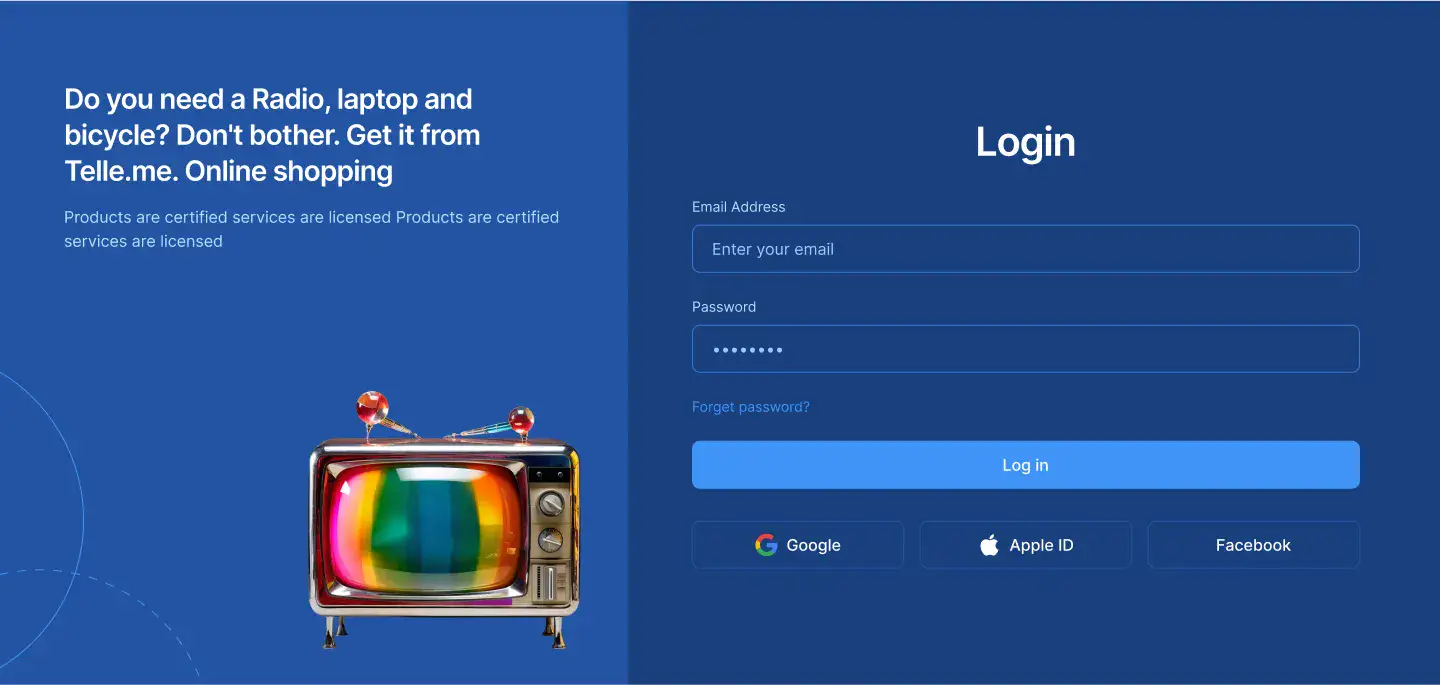 Do you need a Radio, laptop and
bicycle? Don't bother. Get it from
Telle.me. Online shopping
Products are certified services are licensed Products are certified
services are licensed
Login
Email Address
Enter your email
Password
••••••••
Forget password?
Log in
Google
Apple ID
Facebook